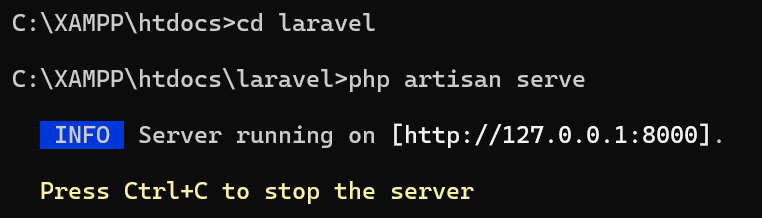 C:\XAMPP\htdocs>cd laravel
C:\XAMPP\htdocs\laravel>php artisan serve
INFO Server running on [http://127.0.0.1:8000].
Press Ctrl+C to stop the server